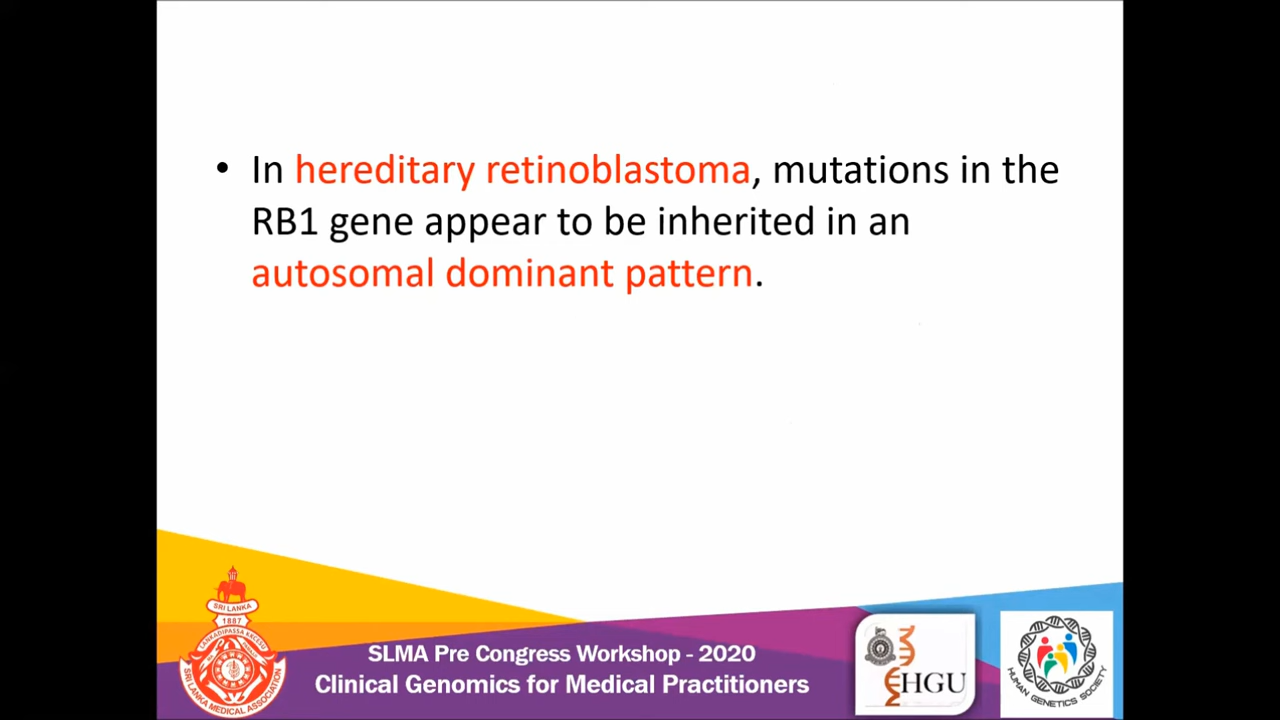 • In hereditary retinoblastoma, mutations in the
RB1 gene appear to be inherited in an
autosomal dominant pattern.
SRI LANKA
1887
SRI LANKA MEDICAL ASSOCIATION
SLMA Pre Congress Workshop - 2020
Clinical Genomics for Medical Practitioners
HGU
HUMAN GENETICS SOCIETY